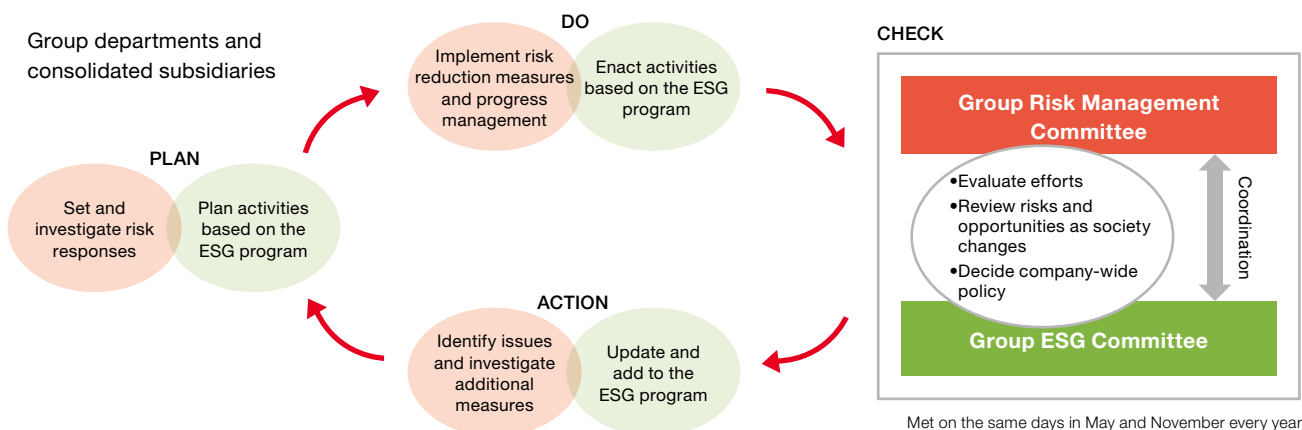 Group departments and
consolidated subsidiaries
PLAN
Set and
investigate risk
responses
Plan activities
based on the
ESG program
DO
Implement risk
reduction measures
and progress
management
Enact activities
based on the ESG
program
CHECK
Group Risk Management
Committee
•Evaluate efforts
•Review risks and
opportunities as society
changes
•Decide company-wide
policy
Coordination
Group ESG Committee
Met on the same days in May and November every year
ACTION
Identify issues
and investigate
additional
measures
Update and
add to the
ESG program